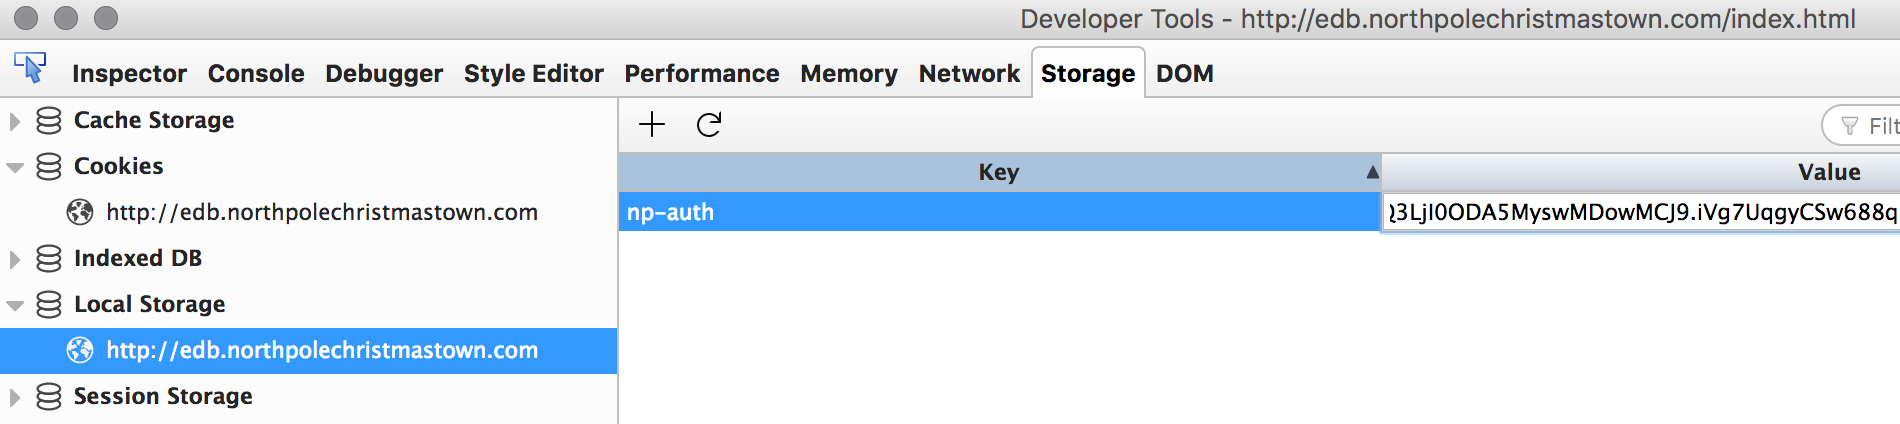 Developer Tools - http://edb.northpolechristmastown.com/index.html
Inspector Console Debugger Style Editor Performance Memory Network Storage DOM
Cache Storage
Cookies
http://edb.northpolechristmastown.com
Indexed DB
Local Storage
http://edb.northpolechristmastown.com
Session Storage
Filt
Key Value
np-auth Q3LjI0ODA5MyswMDowMCJ9.iVg7UqgyCSw688q